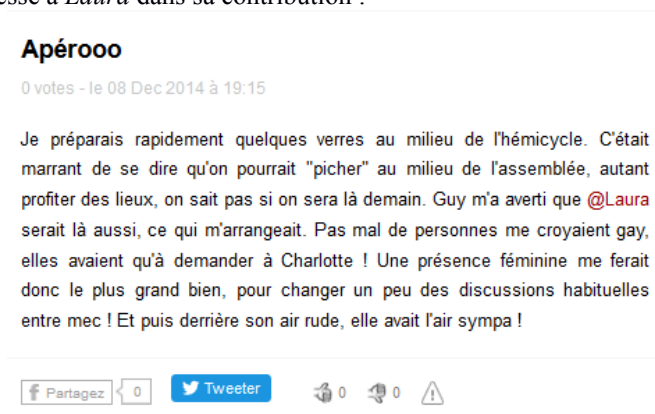 à Laura dans sa contribution :
Apérooo
0 votes - le 08 Dec 2014 à 19:15
Je préparais rapidement quelques verres au milieu de l'hémicycle. C'était
marrant de se dire qu'on pourrait "picher" au milieu de l'assemblée, autant
profiter des lieux, on sait pas si on sera là demain. Guy m'a averti que @Laura
serait là aussi, ce qui m'arrangeait. Pas mal de personnes me croyaient gay,
elles avaient qu'à demander à Charlotte ! Une présence féminine me ferait
donc le plus grand bien, pour changer un peu des discussions habituelles
entre mec ! Et puis derrière son air rude, elle avait l'air sympa !
f Partagez 0 Tweeter 0 0